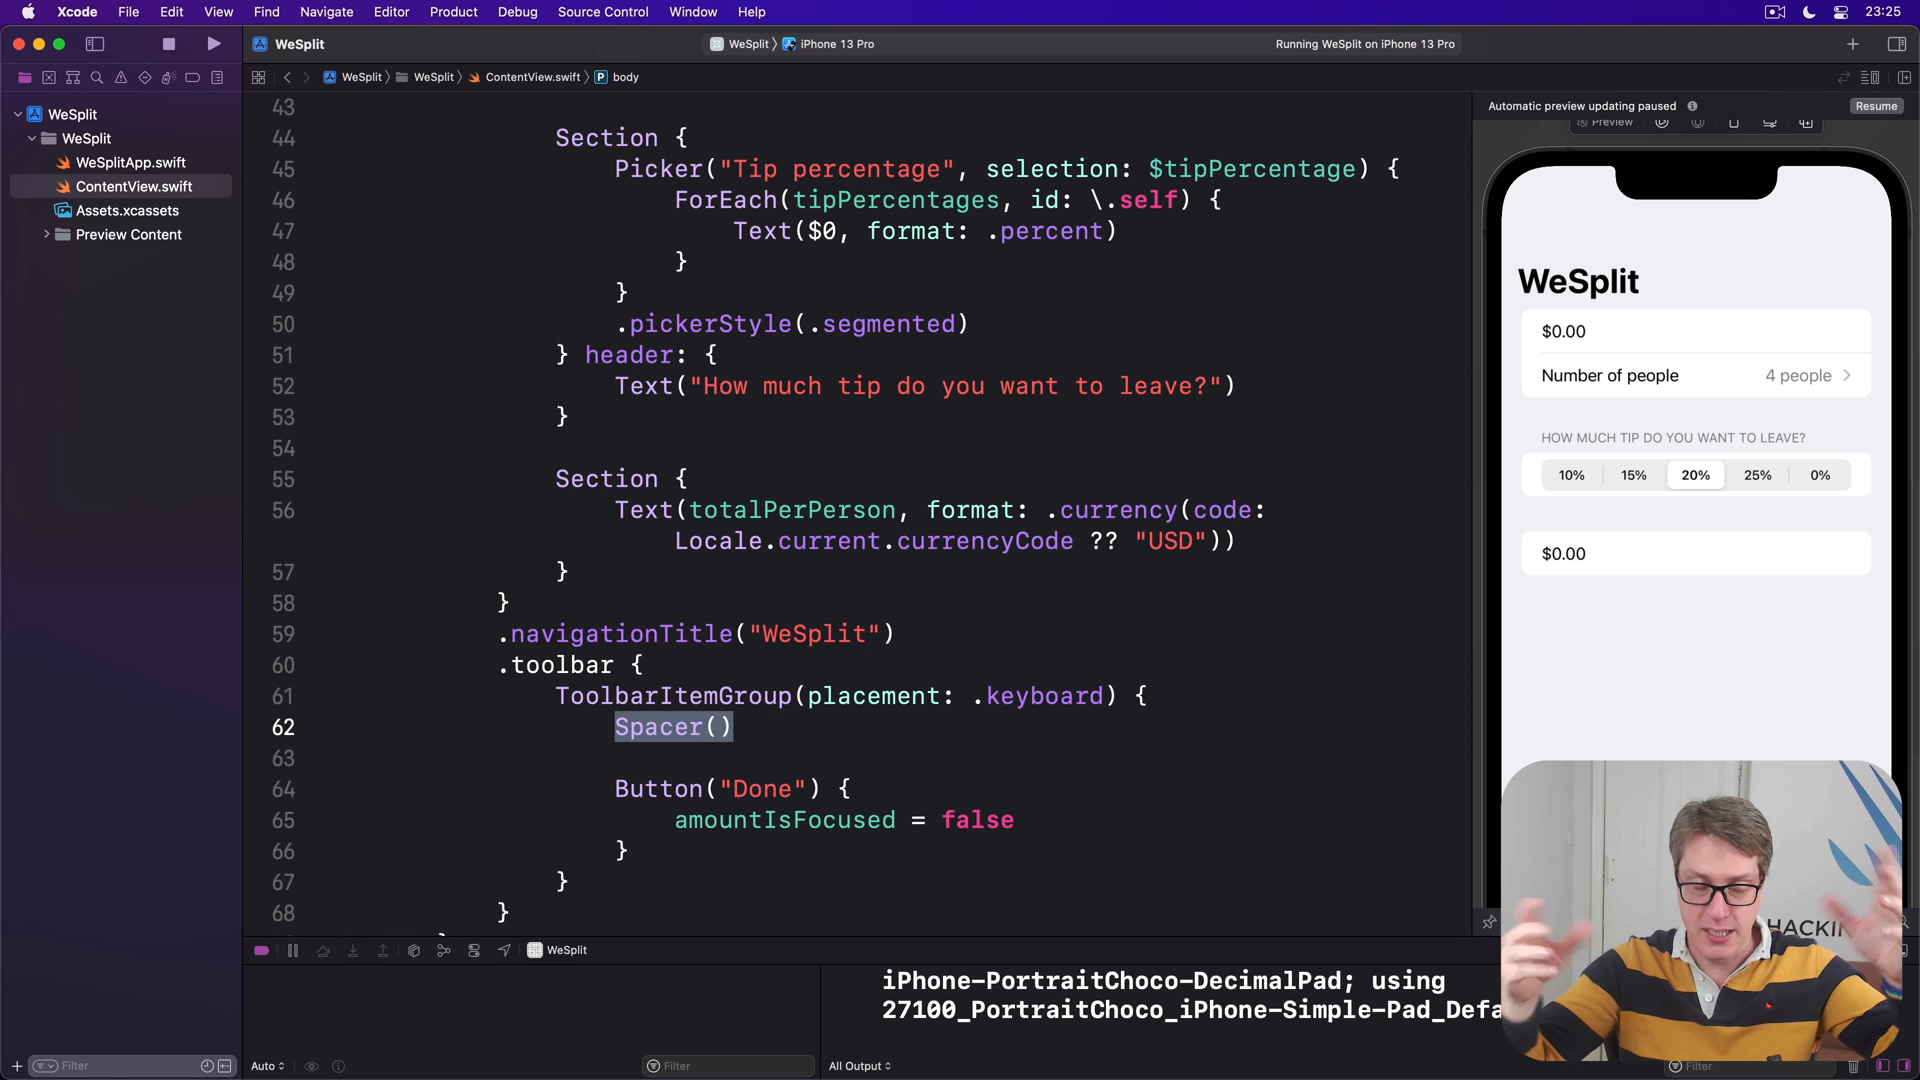 Xcode File Edit View Find Navigate Editor Product Debug Source Control Window Help 23:25
WeSplit
WeSplit iPhone 13 Pro
Running WeSplit on iPhone 13 Pro
WeSplit WeSplit ContentView.swift P body
WeSplit
WeSplit
WeSplitApp.swift
ContentView.swift
Assets.xcassets
Preview Content
43
44 Section {
45 Picker("Tip percentage", selection: $tipPercentage) {
46 ForEach(tipPercentages, id: \.self) {
47 Text($0, format: .percent)
48 }
49 }
50 .pickerStyle(.segmented)
51 } header: {
52 Text("How much tip do you want to leave?")
53 }
54
55 Section {
56 Text(totalPerPerson, format: .currency(code:
Locale.current.currencyCode ?? "USD"))
57 }
58 }
59 .navigationTitle("WeSplit")
60 .toolbar {
61 ToolbarItemGroup(placement: .keyboard) {
62 Spacer()
63
64 Button("Done") {
65 amountIsFocused = false
66 }
67 }
68 }
Automatic preview updating paused Resume
Preview
WeSplit
$0.00
Number of people 4 people
HOW MUCH TIP DO YOU WANT TO LEAVE?
10% 15% 20% 25% 0%
$0.00
HACKIN
WeSplit
iPhone-PortraitChoco-DecimalPad; using
27100_PortraitChoco_iPhone-Simple-Pad_Defa
Filter
Auto
Filter
All Output
Filter